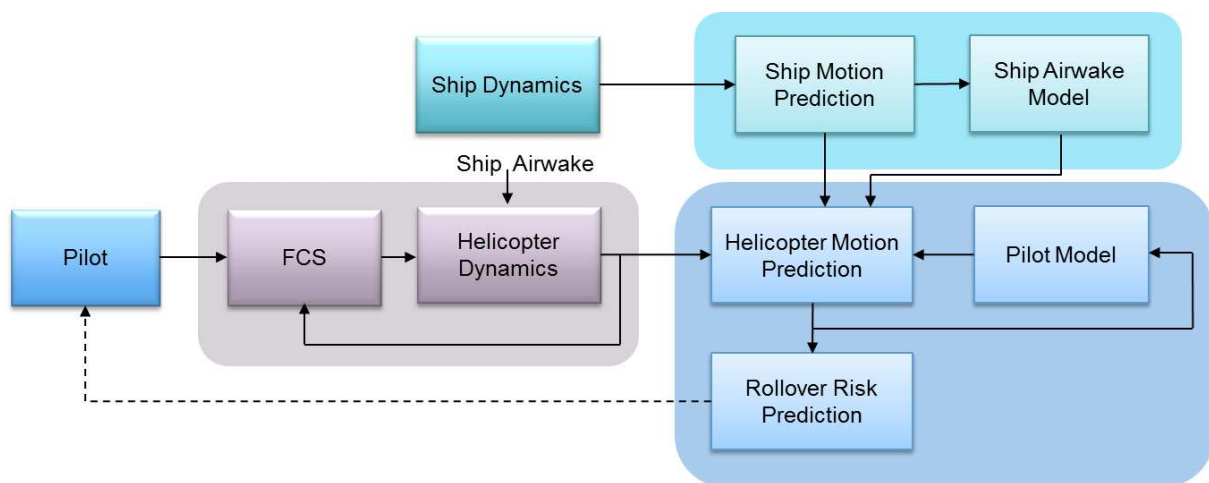 Ship Dynamics
Ship Motion
Prediction
Ship Airwake
Model
Ship Airwake
Pilot
FCS
Helicopter
Dynamics
Helicopter Motion
Prediction
Pilot Model
Rollover Risk
Prediction